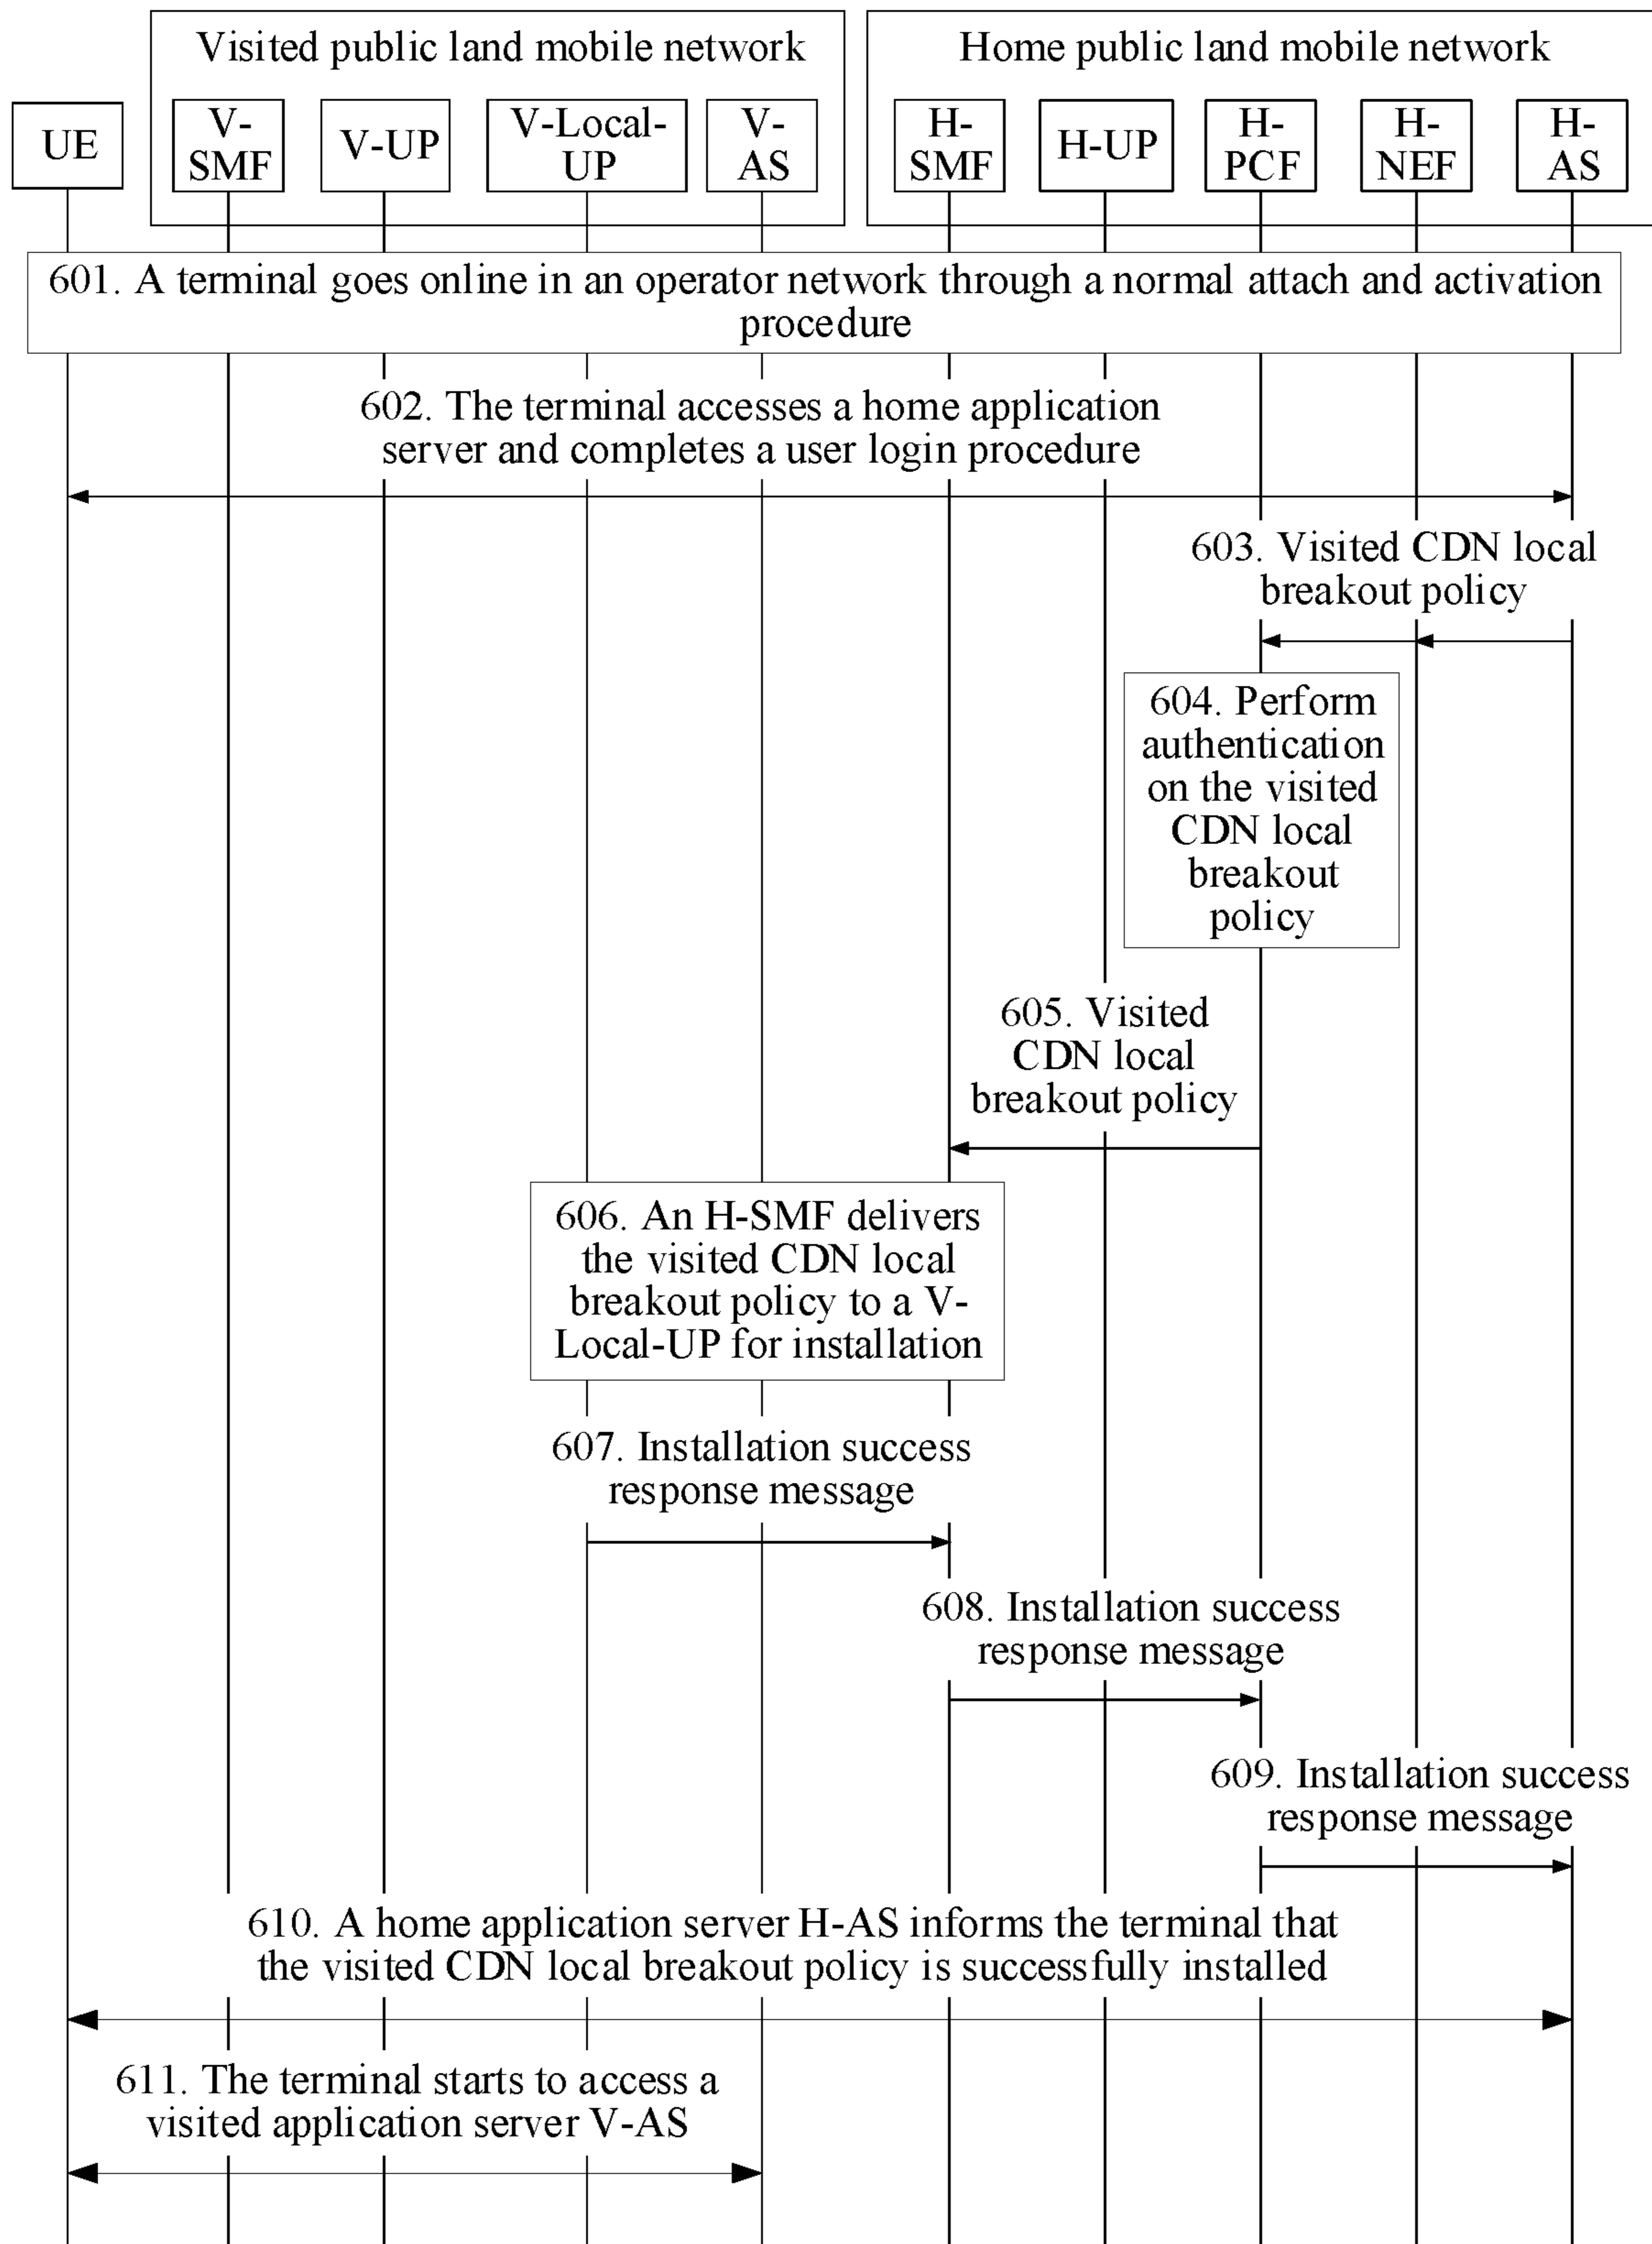 Visited public land mobile network
Home public land mobile network
UE
V-
SMF
V-UP
V-Local-
UP
V-
AS
H-
SMF
H-UP
H-
PCF
H-
NEF
H-
AS
601. A terminal goes online in an operator network through a normal attach and activation
procedure
602. The terminal accesses a home application
server and completes a user login procedure
603. Visited CDN local
breakout policy
604. Perform
authentication
on the visited
CDN local
breakout
policy
605. Visited
CDN local
breakout policy
606. An H-SMF delivers
the visited CDN local
breakout policy to a V-
Local-UP for installation
607. Installation success
response message
608. Installation success
response message
609. Installation success
response message
610. A home application server H-AS informs the terminal that
the visited CDN local breakout policy is successfully installed
611. The terminal starts to access a
visited application server V-AS